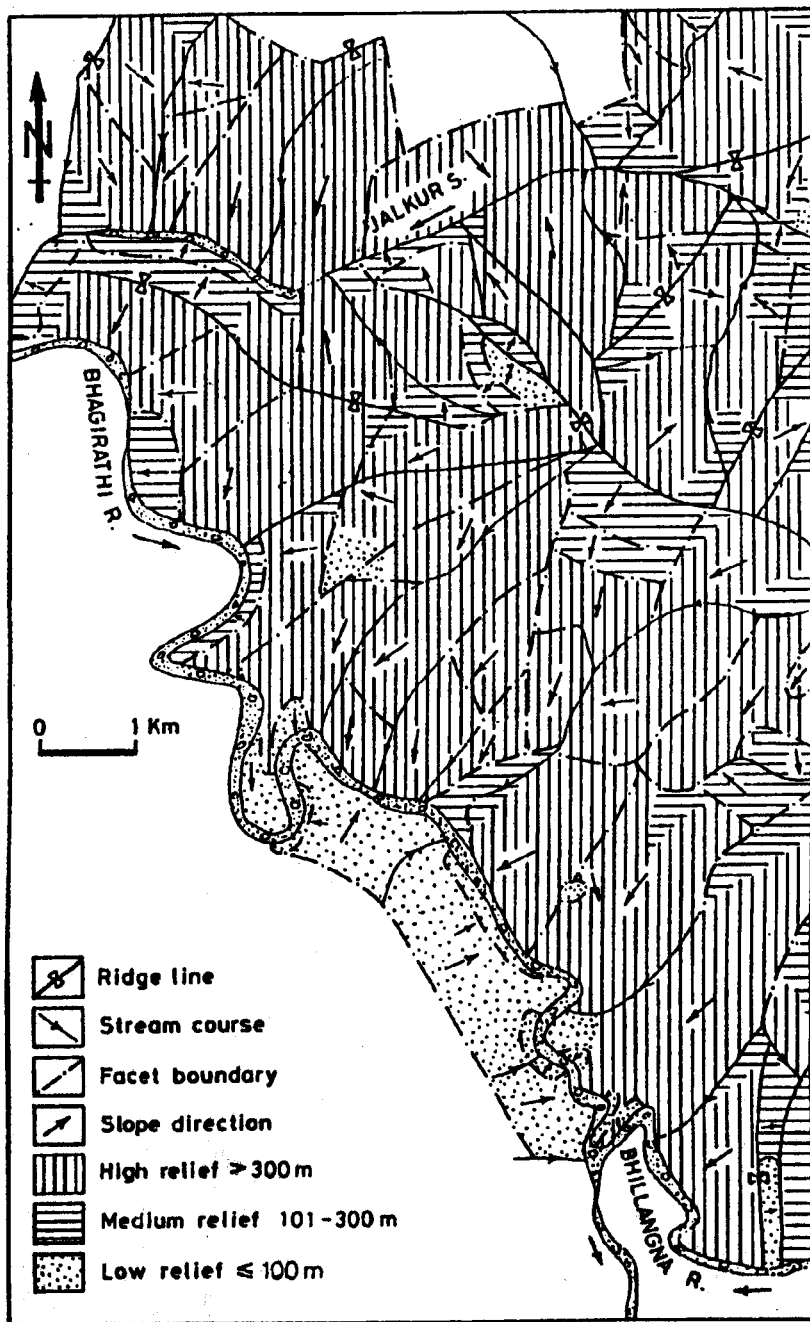 N
JALKUR S.
BHAGIRATHI R.
0 1 Km
Ridge line
Stream course
Facet boundary
Slope direction
High relief > 300 m
Medium relief 101-300 m
Low relief ≤ 100 m
BHILLANGNA R.